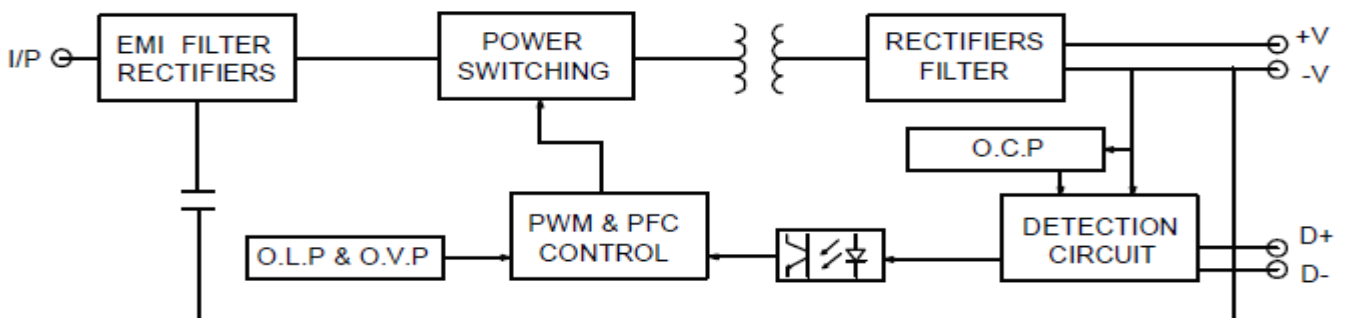 I/P
EMI FILTER
RECTIFIERS
POWER
SWITCHING
RECTIFIERS
FILTER
+V
-V
O.C.P
PWM & PFC
CONTROL
O.L.P & O.V.P
DETECTION
CIRCUIT
D+
D-